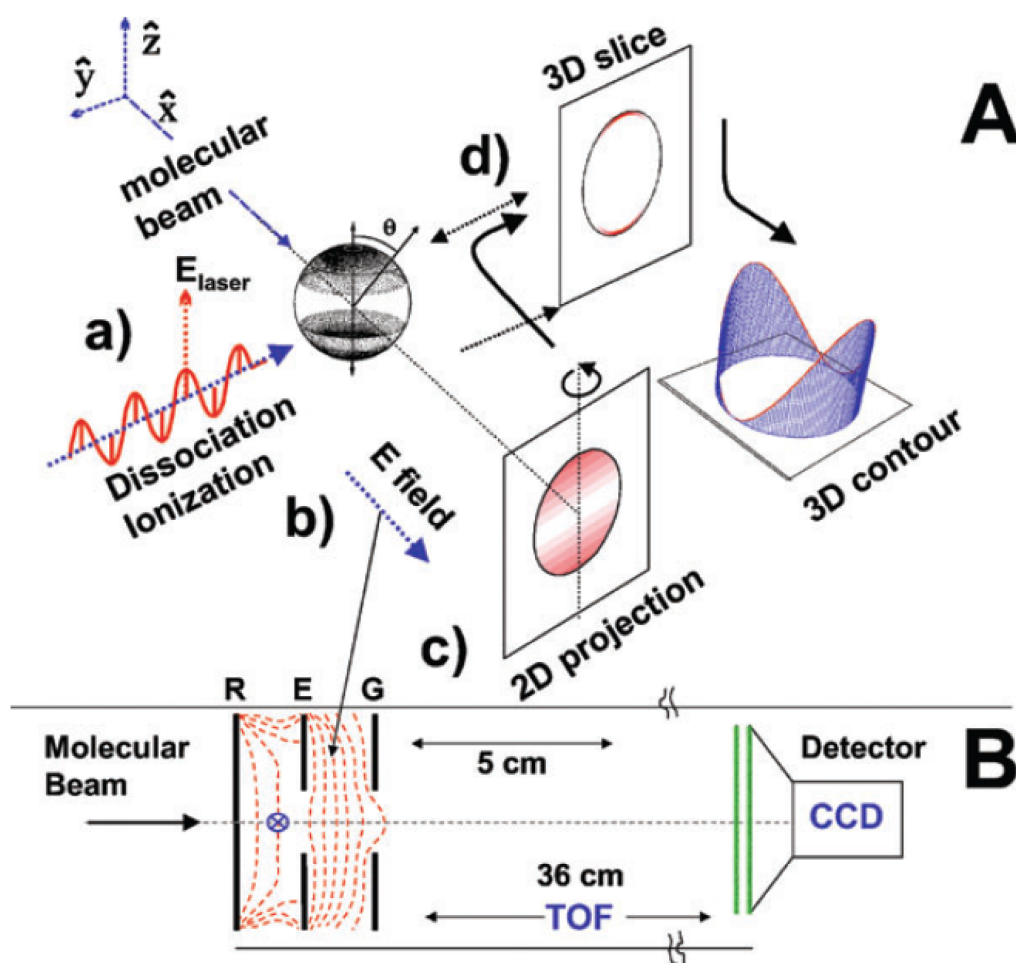 ẑ
ŷ
x̂
A
3D slice
molecular
beam
d)
θ
E laser
a)
Dissociation
Ionization
b)
E field
3D contour
c)
2D projection
R E G
Molecular
Beam
5 cm
Detector
B
CCD
36 cm
TOF